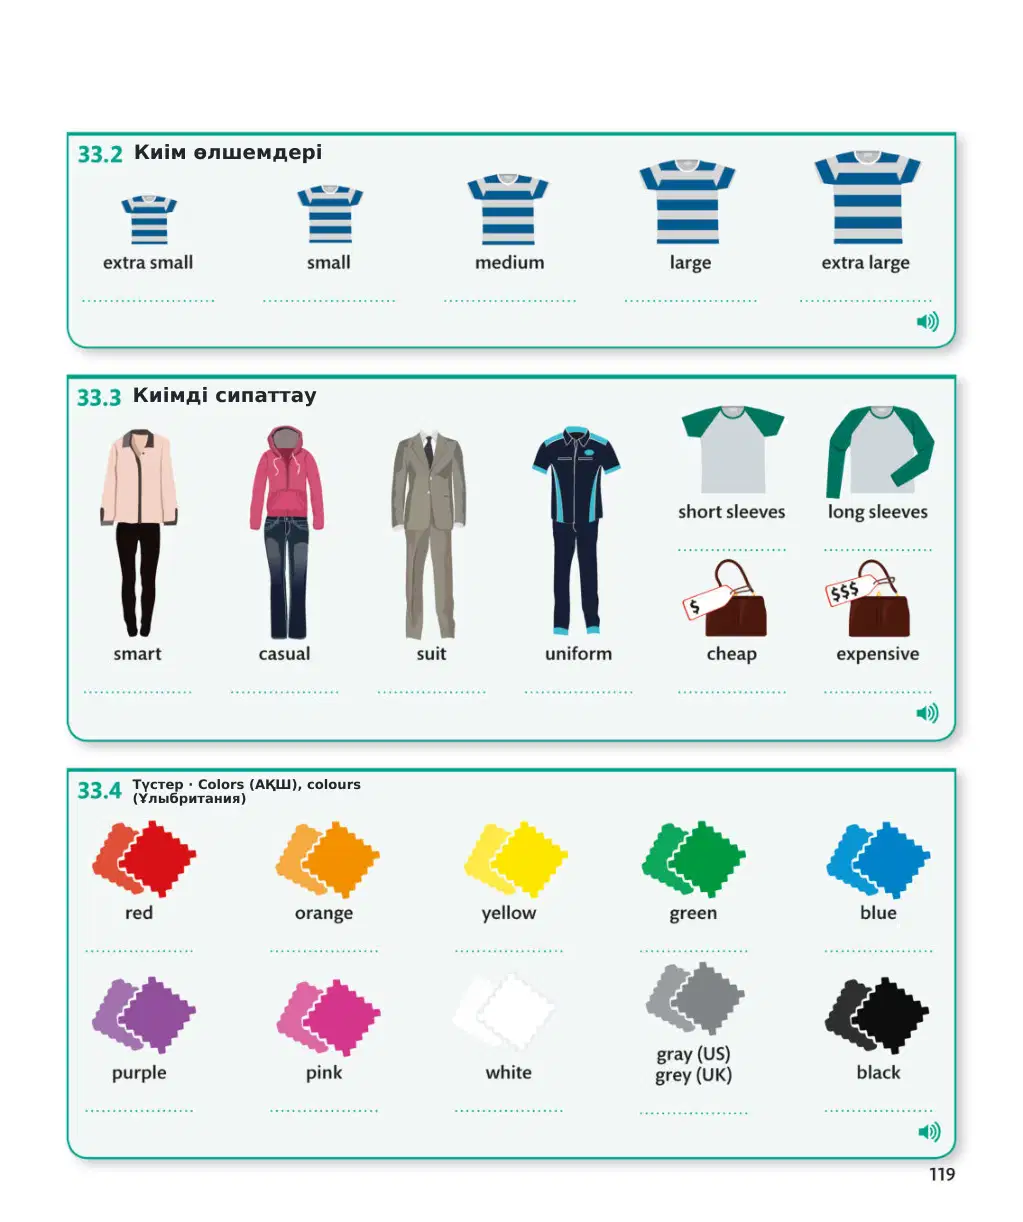 33.2 Киім өлшемдері
extra small small medium large extra large
33.3 Киімді сипаттау
short sleeves long sleeves
$ $$$
smart casual suit uniform cheap expensive
33.4 Түстер · Colors (АҚШ), colours
(Ұлыбритания)
red orange yellow green blue
gray (US)
purple pink white grey (UK) black
119